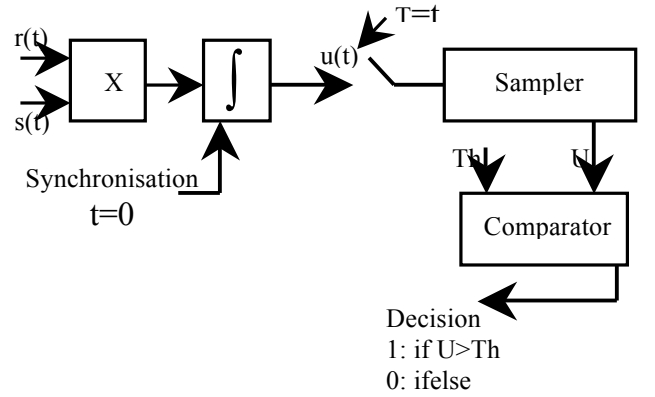 r(t)
s(t)
X
∫
u(t)
T=t
Sampler
Synchronisation
t=0
Th
U
Comparator
Decision
1: if U>Th
0: ifelse